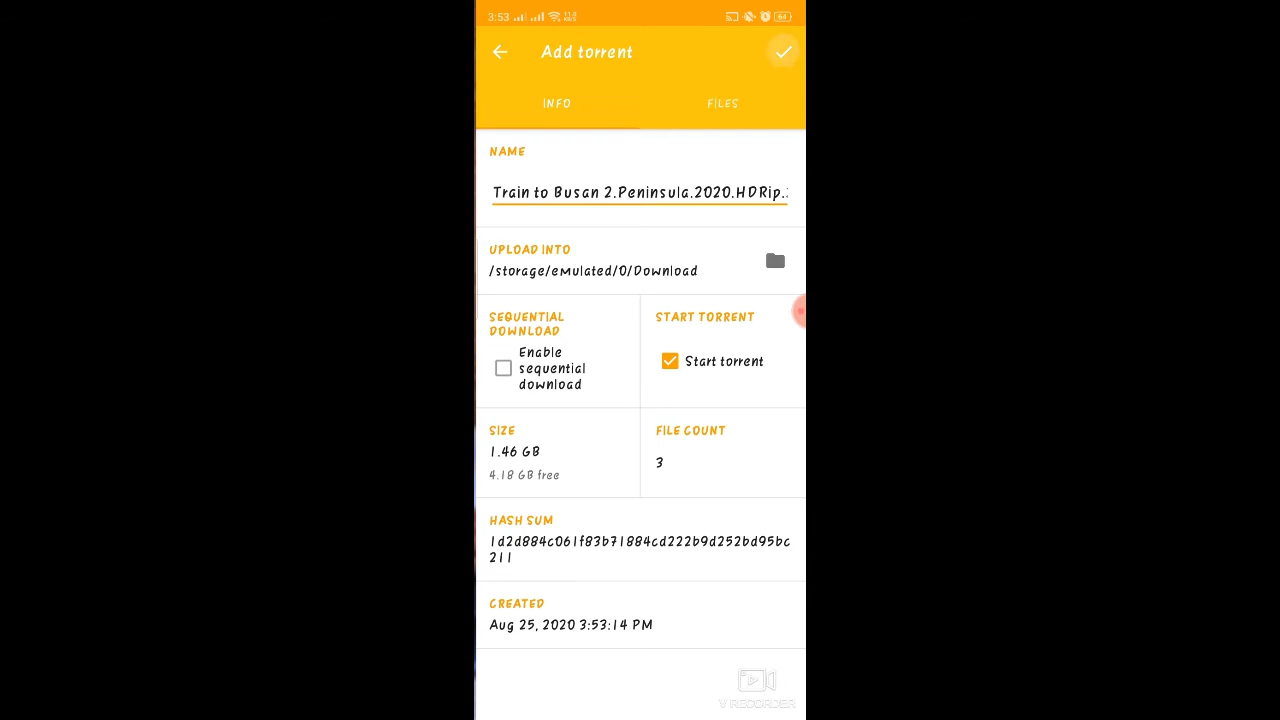 3:53
64
Add torrent
INFO
FILES
NAME
Train to Busan 2.Peninsula.2020.HDRip.
UPLOAD INTO
/storage/emulated/0/Download
SEQUENTIAL
DOWNLOAD
Enable
sequential
download
START TORRENT
Start torrent
SIZE
1.46 GB
4.18 GB free
FILE COUNT
3
HASH SUM
1d2d884c061f83b71884cd222b9d252bd95bc
211
CREATED
Aug 25, 2020 3:53:14 PM
V RECORDER